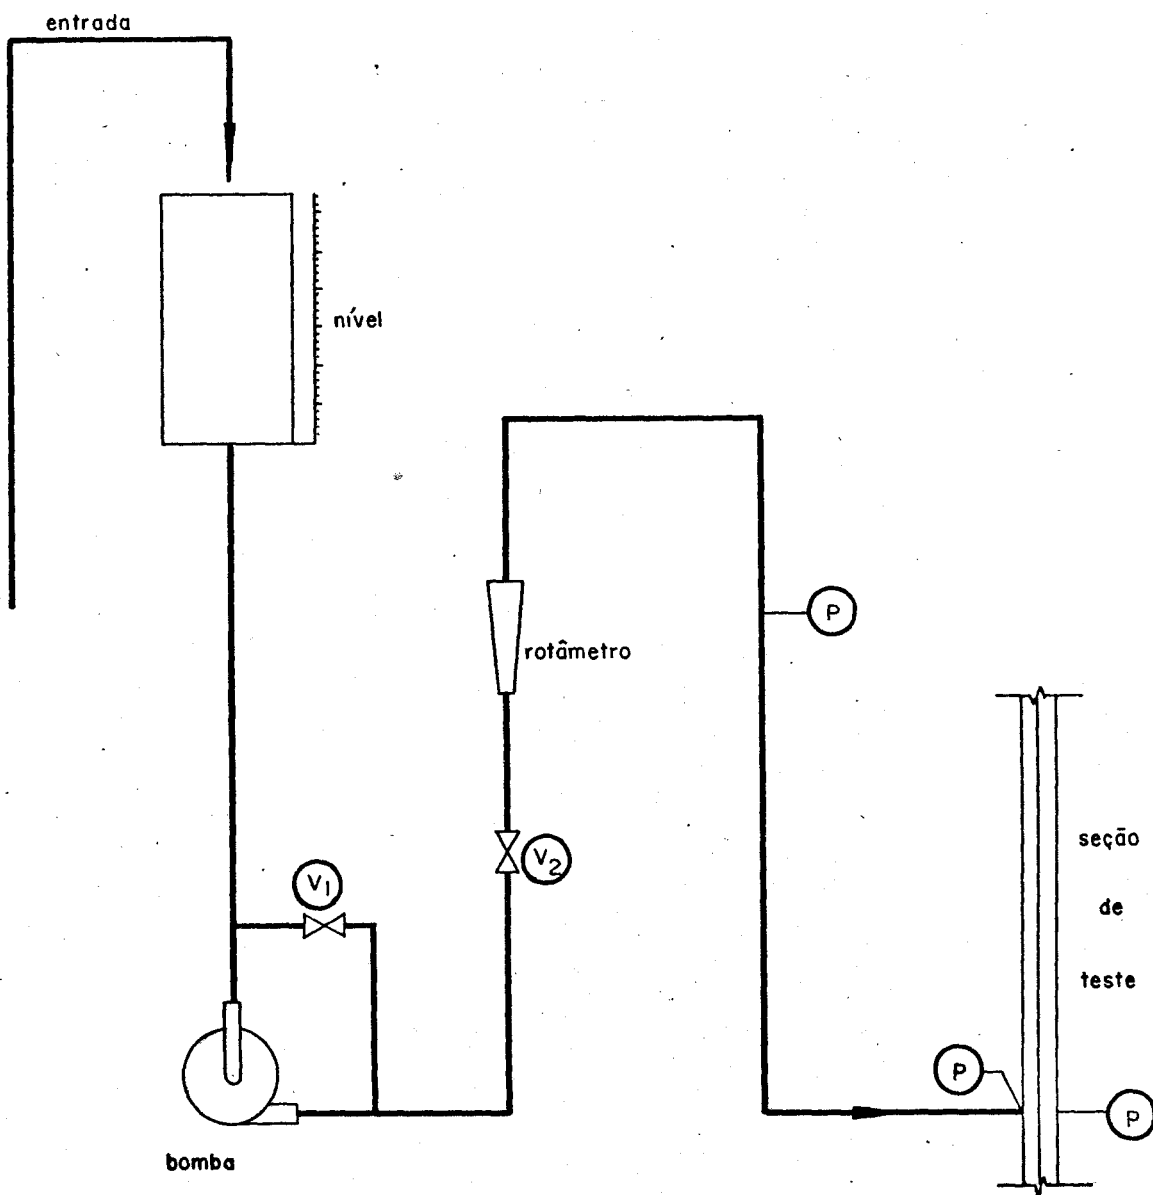 entrada
nível
rotâmetro
P
V2
V1
seção
de
teste
P
P
bomba